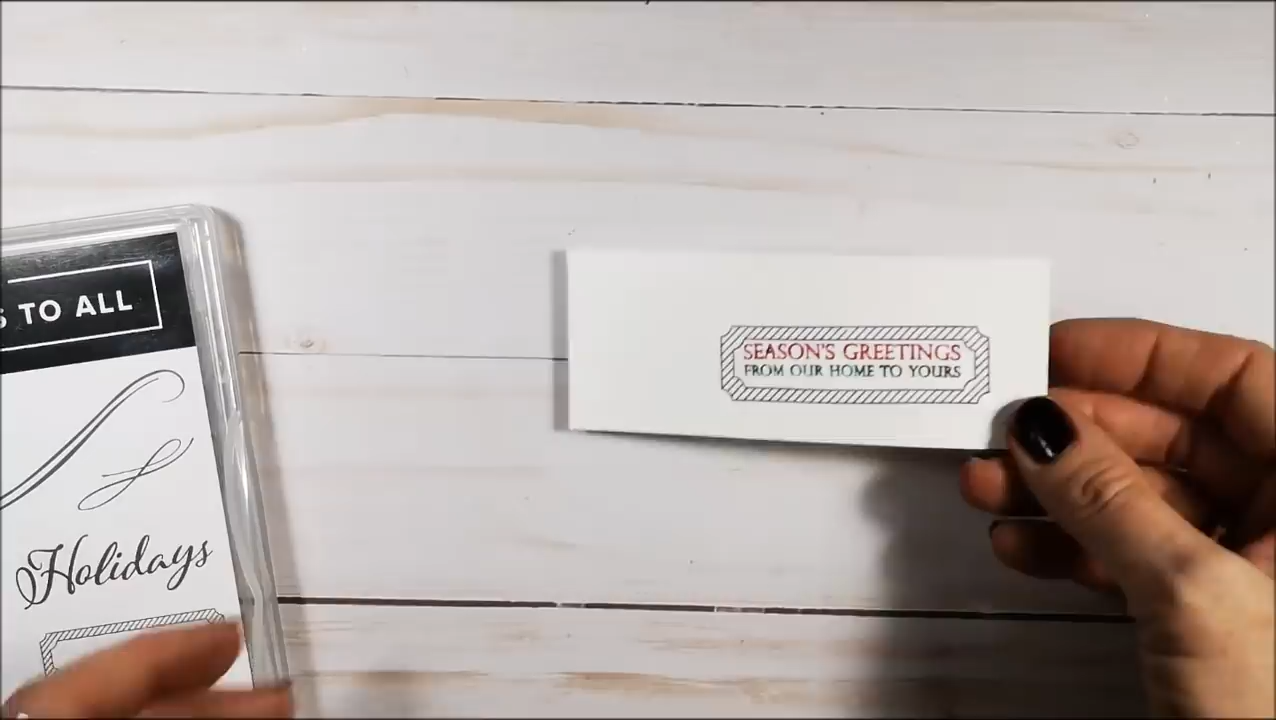 TO ALL
Holidays
SEASON'S GREETINGS
FROM OUR HOME TO YOURS